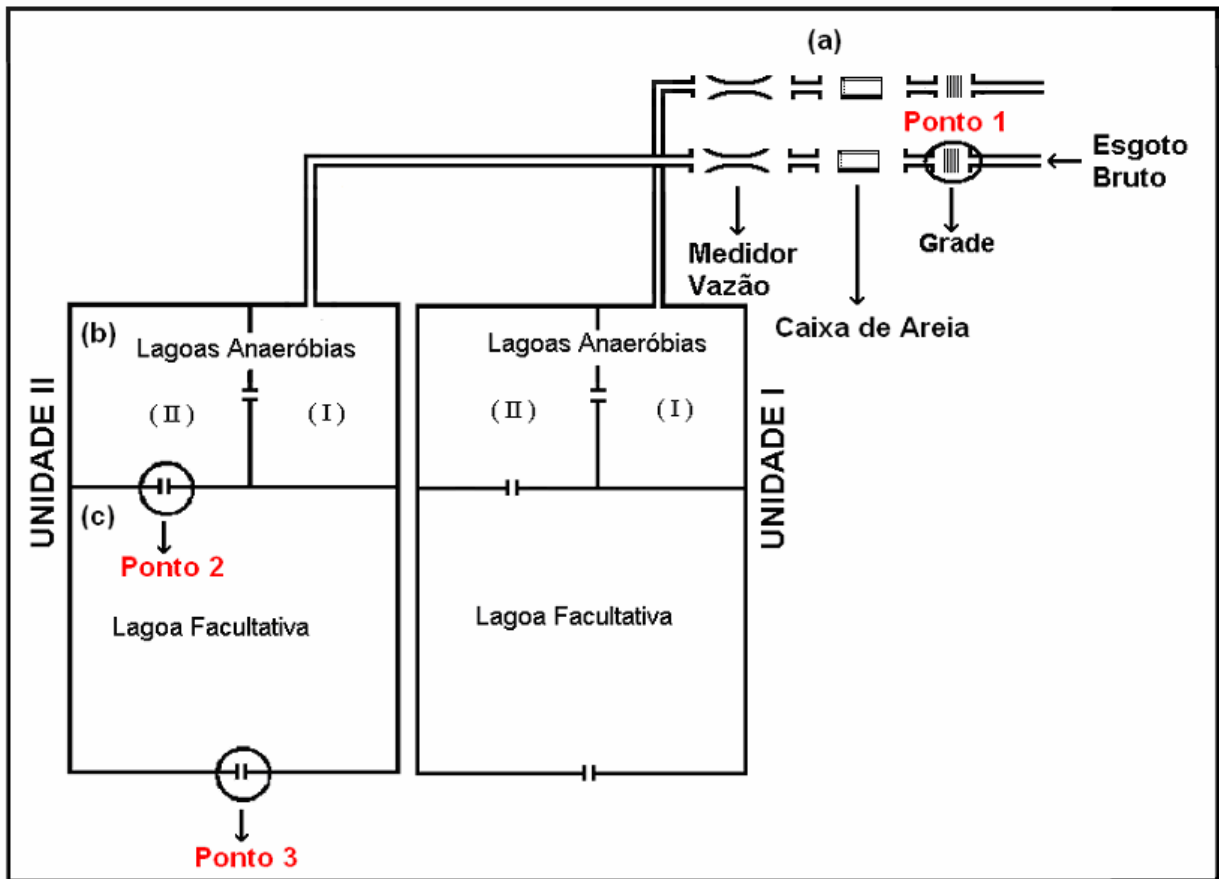 (a)
Ponto 1
Esgoto
Bruto
Grade
Medidor
Vazão
Caixa de Areia
UNIDADE II
(b)
Lagoas Anaeróbias
(II)
(I)
(c)
Ponto 2
Lagoa Facultativa
Ponto 3
Lagoas Anaeróbias
(II)
(I)
Lagoa Facultativa
UNIDADE I